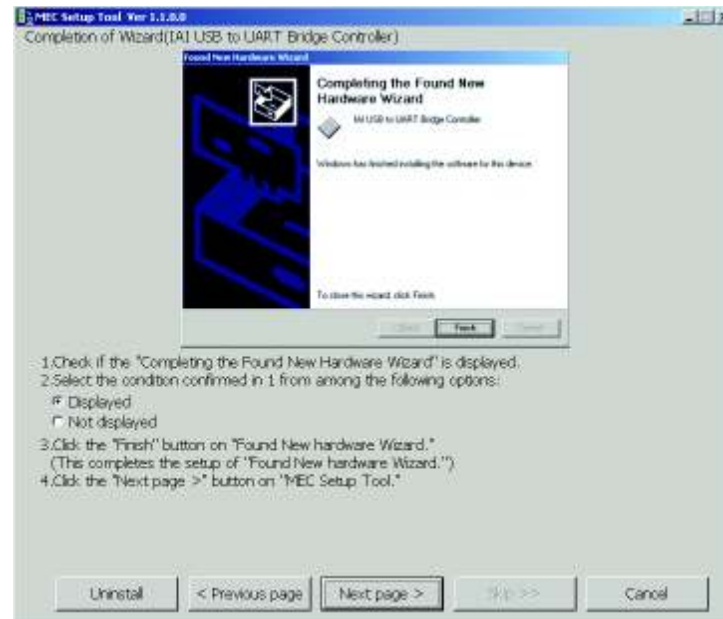 MEC Setup Tool Ver 1.1.0.0
Completion of Wizard(IAI USB to UART Bridge Controller)
Found New Hardware Wizard
Completing the Found New
Hardware Wizard
IAI USB to UART Bridge Controller
Windows has finished installing the software for this device.
To close this wizard, click Finish.
Finish
1.Check if the "Completing the Found New Hardware Wizard" is displayed.
2.Select the condition confirmed in 1 from among the following options:
Displayed
Not displayed
3.Click the "Finish" button on "Found New hardware Wizard."
(This completes the setup of "Found New hardware Wizard.")
4.Click the "Next page >" button on "MEC Setup Tool."
Uninstall < Previous page Next page > Skip >> Cancel